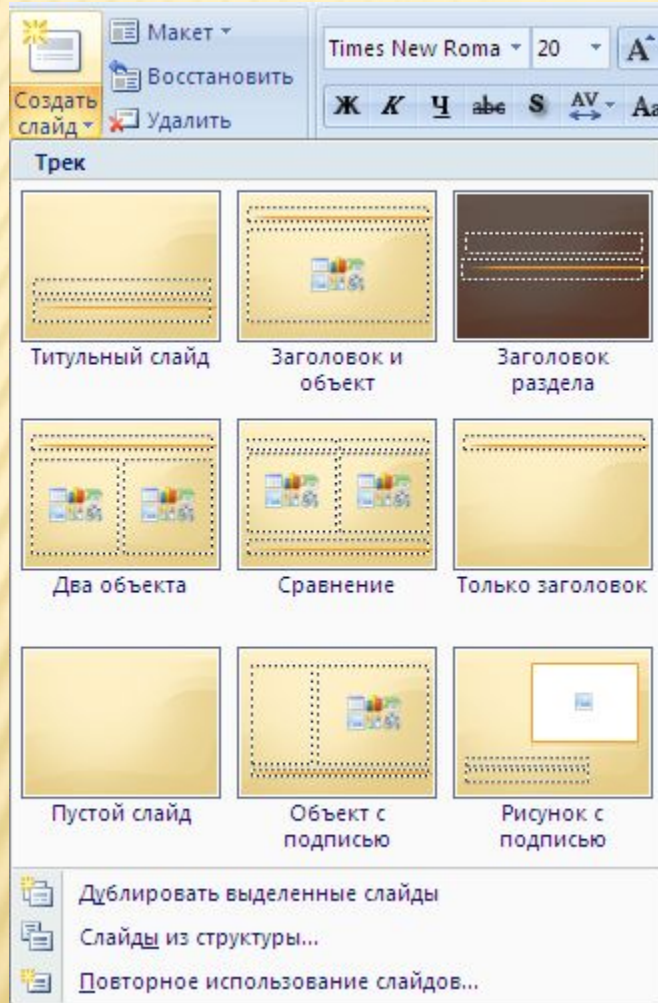 Макет
Восстановить
Удалить
Создать
слайд
Times New Roma 20 A
Ж К Ч abc S AV Aa
Трек
Титульный слайд
Заголовок и
объект
Заголовок
раздела
Два объекта
Сравнение
Только заголовок
Пустой слайд
Объект с
подписью
Рисунок с
подписью
Дублировать выделенные слайды
Слайды из структуры...
Повторное использование слайдов...